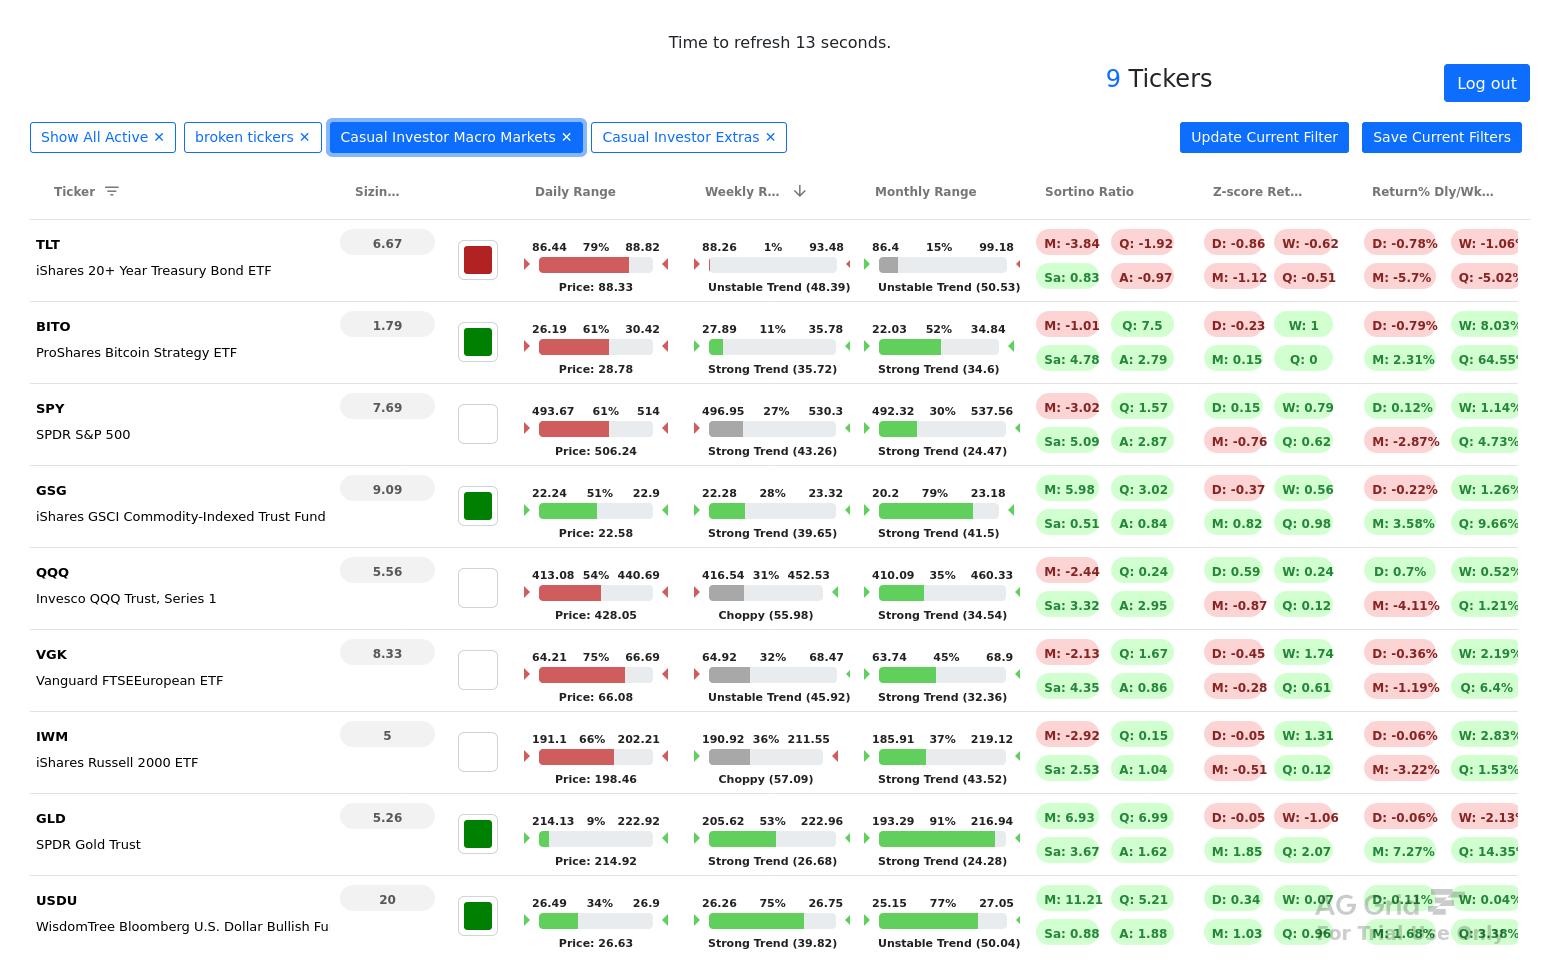 Time to refresh 13 seconds.
9 Tickers
Log out
Show All Active ✕ broken tickers ✕ Casual Investor Macro Markets ✕ Casual Investor Extras ✕ Update Current Filter Save Current Filters
Ticker Sizin… Daily Range Weekly R… Monthly Range Sortino Ratio Z-score Ret… Return% Dly/Wk…
TLT 6.67 86.44 79% 88.82 88.26 1% 93.48 86.4 15% 99.18 M: -3.84 Q: -1.92 D: -0.86 W: -0.62 D: -0.78% W: -1.06%
iShares 20+ Year Treasury Bond ETF Sa: 0.83 A: -0.97 M: -1.12 Q: -0.51 M: -5.7% Q: -5.02%
Price: 88.33 Unstable Trend (48.39) Unstable Trend (50.53)
BITO 1.79 26.19 61% 30.42 27.89 11% 35.78 22.03 52% 34.84 M: -1.01 Q: 7.5 D: -0.23 W: 1 D: -0.79% W: 8.03%
ProShares Bitcoin Strategy ETF Sa: 4.78 A: 2.79 M: 0.15 Q: 0 M: 2.31% Q: 64.55%
Price: 28.78 Strong Trend (35.72) Strong Trend (34.6)
SPY 7.69 493.67 61% 514 496.95 27% 530.3 492.32 30% 537.56 M: -3.02 Q: 1.57 D: 0.15 W: 0.79 D: 0.12% W: 1.14%
SPDR S&P 500 Sa: 5.09 A: 2.87 M: -0.76 Q: 0.62 M: -2.87% Q: 4.73%
Price: 506.24 Strong Trend (43.26) Strong Trend (24.47)
GSG 9.09 22.24 51% 22.9 22.28 28% 23.32 20.2 79% 23.18 M: 5.98 Q: 3.02 D: -0.37 W: 0.56 D: -0.22% W: 1.26%
iShares GSCI Commodity-Indexed Trust Fund Sa: 0.51 A: 0.84 M: 0.82 Q: 0.98 M: 3.58% Q: 9.66%
Price: 22.58 Strong Trend (39.65) Strong Trend (41.5)
QQQ 5.56 413.08 54% 440.69 416.54 31% 452.53 410.09 35% 460.33 M: -2.44 Q: 0.24 D: 0.59 W: 0.24 D: 0.7% W: 0.52%
Invesco QQQ Trust, Series 1 Sa: 3.32 A: 2.95 M: -0.87 Q: 0.12 M: -4.11% Q: 1.21%
Price: 428.05 Choppy (55.98) Strong Trend (34.54)
VGK 8.33 64.21 75% 66.69 64.92 32% 68.47 63.74 45% 68.9 M: -2.13 Q: 1.67 D: -0.45 W: 1.74 D: -0.36% W: 2.19%
Vanguard FTSEEuropean ETF Sa: 4.35 A: 0.86 M: -0.28 Q: 0.61 M: -1.19% Q: 6.4%
Price: 66.08 Unstable Trend (45.92) Strong Trend (32.36)
IWM 5 191.1 66% 202.21 190.92 36% 211.55 185.91 37% 219.12 M: -2.92 Q: 0.15 D: -0.05 W: 1.31 D: -0.06% W: 2.83%
iShares Russell 2000 ETF Sa: 2.53 A: 1.04 M: -0.51 Q: 0.12 M: -3.22% Q: 1.53%
Price: 198.46 Choppy (57.09) Strong Trend (43.52)
GLD 5.26 214.13 9% 222.92 205.62 53% 222.96 193.29 91% 216.94 M: 6.93 Q: 6.99 D: -0.05 W: -1.06 D: -0.06% W: -2.13%
SPDR Gold Trust Sa: 3.67 A: 1.62 M: 1.85 Q: 2.07 M: 7.27% Q: 14.35%
Price: 214.92 Strong Trend (26.68) Strong Trend (24.28)
USDU 20 26.49 34% 26.9 26.26 75% 26.75 25.15 77% 27.05 M: 11.21 Q: 5.21 D: 0.34 W: 0.07 D: 0.11% W: 0.04%
WisdomTree Bloomberg U.S. Dollar Bullish Fu Sa: 0.88 A: 1.88 M: 1.03 Q: 0.96 M: 1.68% Q: 3.38%
Price: 26.63 Strong Trend (39.82) Unstable Trend (50.04)
AG Grid
For Trial Use Only